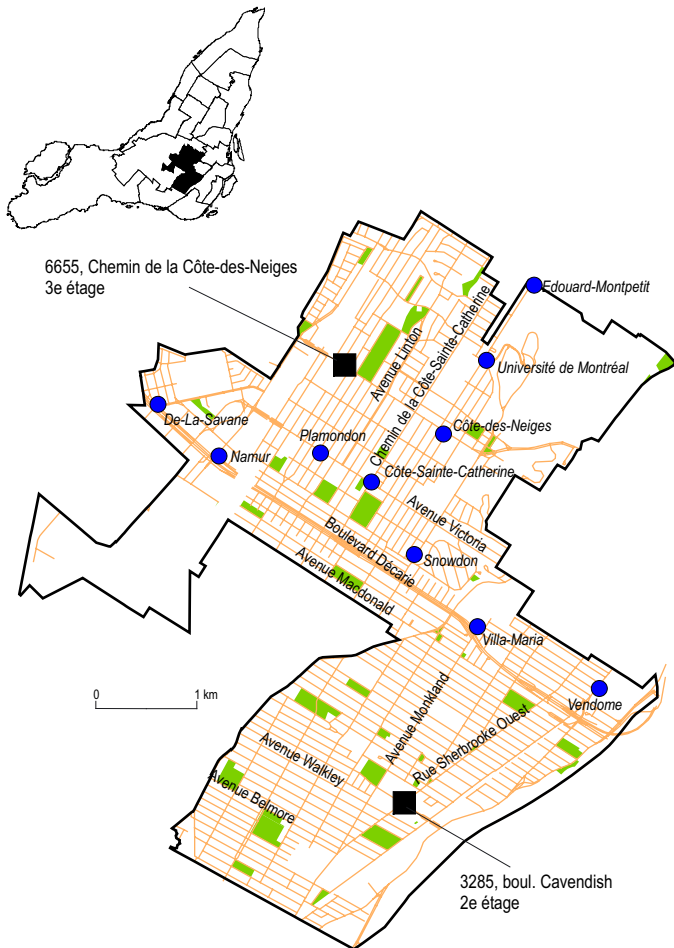 6655, Chemin de la Côte-des-Neiges
3e étage
Edouard-Montpetit
Université de Montréal
Avenue Linton
Chemin de la Côte-Sainte-Catherine
De-La-Savane
Namur
Plamondon
Côte-des-Neiges
Côte-Sainte-Catherine
Avenue Victoria
Boulevard Décarie
Snowdon
Avenue Macdonald
Villa-Maria
0
1 km
Vendome
Avenue Monkland
Rue Sherbrooke Ouest
Avenue Walkley
Avenue Belmore
3285, boul. Cavendish
2e étage